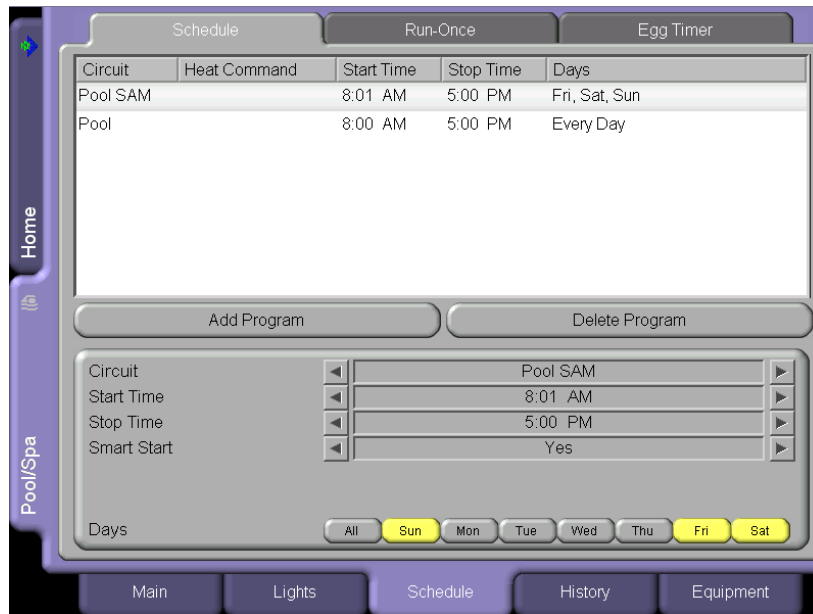 Schedule Run-Once Egg Timer
Circuit Heat Command Start Time Stop Time Days
Pool SAM 8:01 AM 5:00 PM Fri, Sat, Sun
Pool 8:00 AM 5:00 PM Every Day
Home
Add Program Delete Program
Circuit Pool SAM
Start Time 8:01 AM
Stop Time 5:00 PM
Smart Start Yes
Pool/Spa
Days All Sun Mon Tue Wed Thu Fri Sat
Main Lights Schedule History Equipment